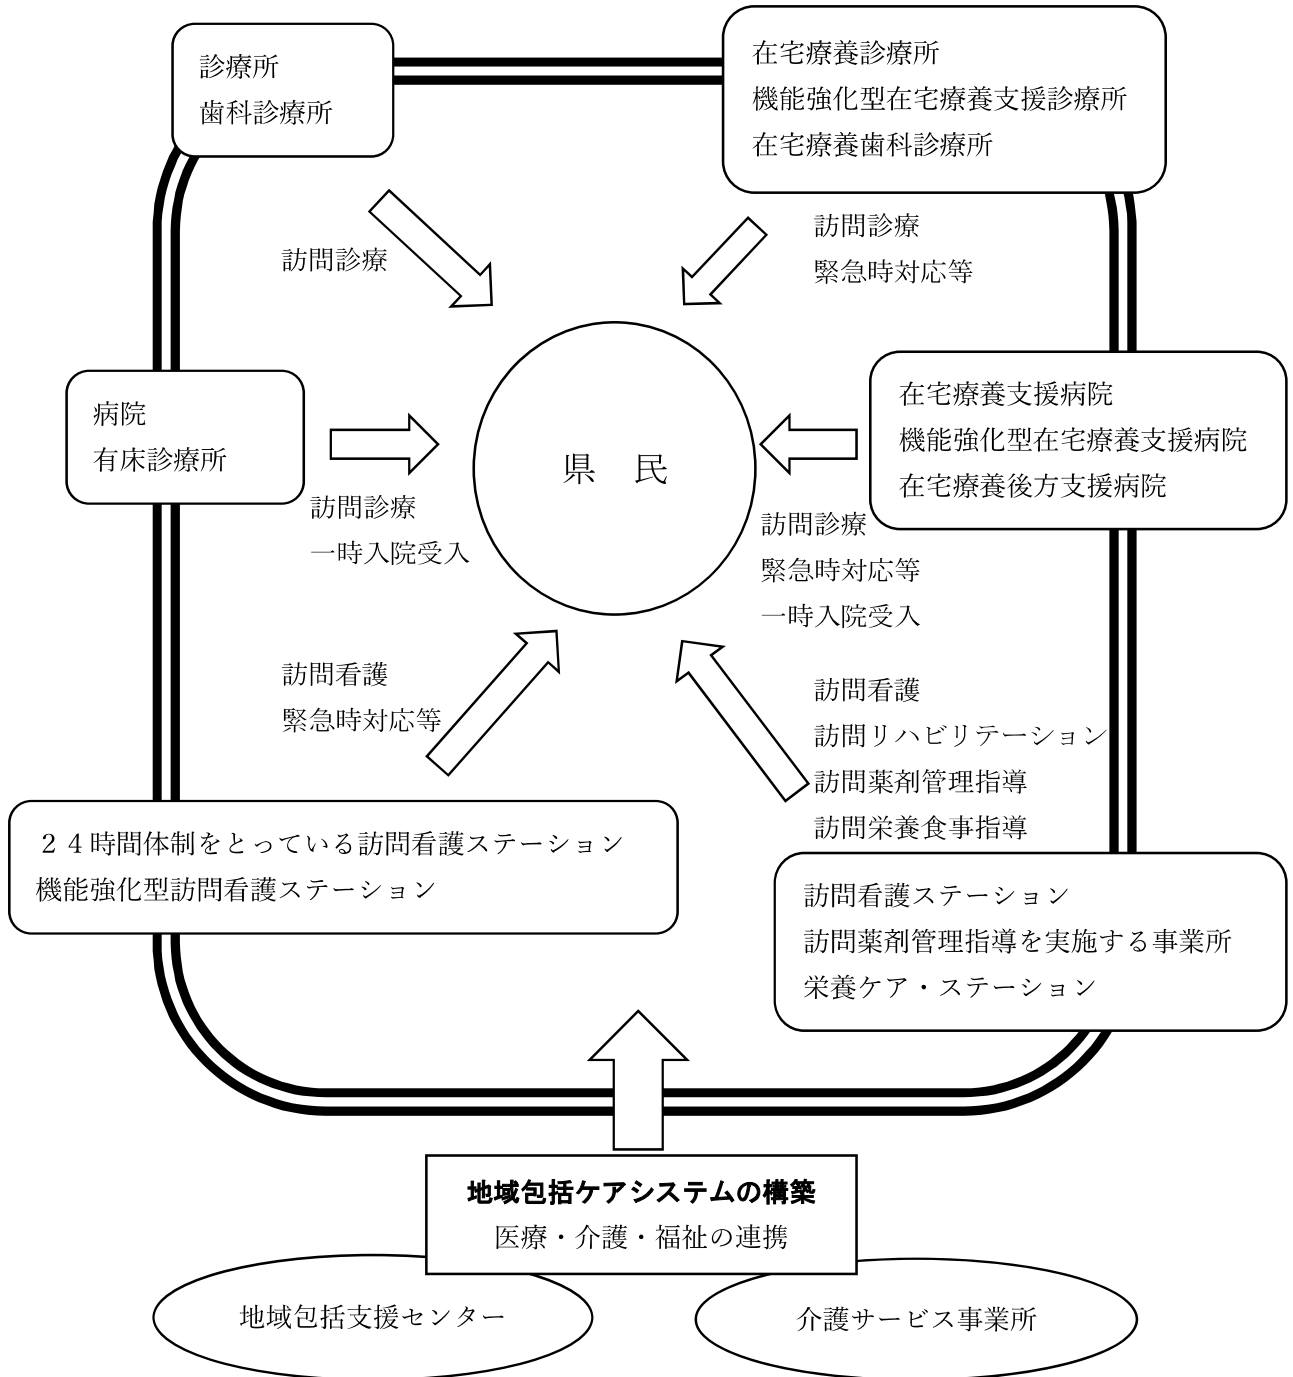 診療所
歯科診療所
在宅療養診療所
機能強化型在宅療養支援診療所
在宅療養歯科診療所
訪問診療
訪問診療
緊急時対応等
病院
有床診療所
訪問診療
一時入院受入
県　民
在宅療養支援病院
機能強化型在宅療養支援病院
在宅療養後方支援病院
訪問診療
緊急時対応等
一時入院受入
訪問看護
緊急時対応等
訪問看護
訪問リハビリテーション
訪問薬剤管理指導
訪問栄養食事指導
２４時間体制をとっている訪問看護ステーション
機能強化型訪問看護ステーション
訪問看護ステーション
訪問薬剤管理指導を実施する事業所
栄養ケア・ステーション
地域包括ケアシステムの構築
医療・介護・福祉の連携
地域包括支援センター
介護サービス事業所